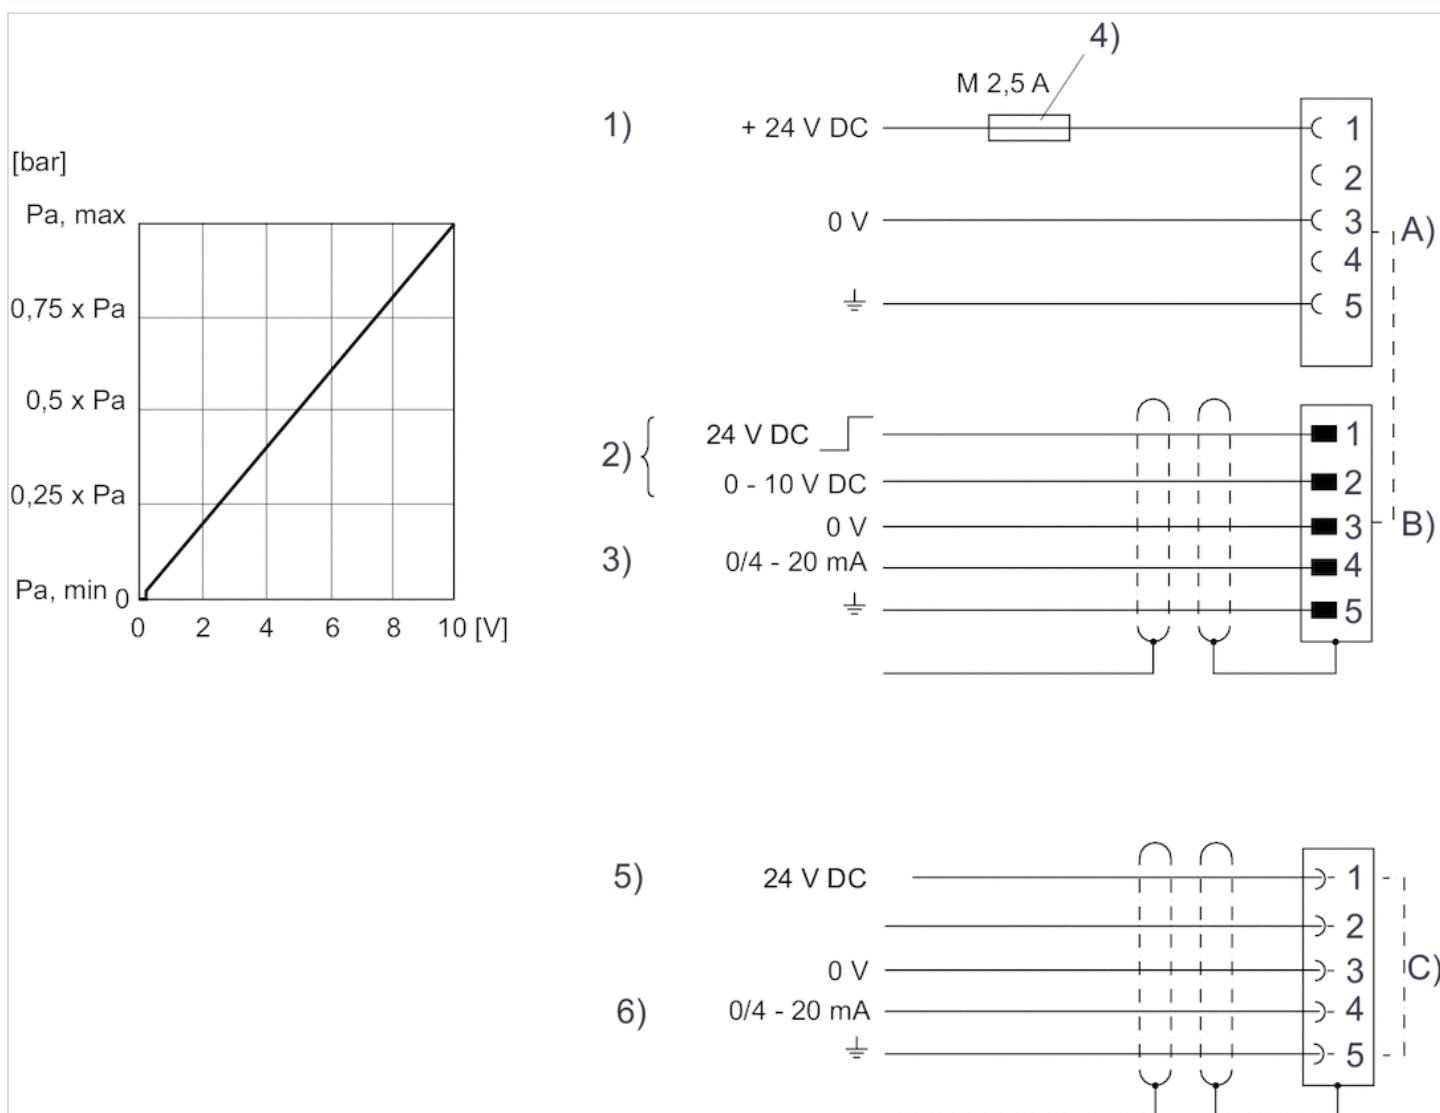 [bar]
Pa, max
0,75 x Pa
0,5 x Pa
0,25 x Pa
Pa, min 0
0 2 4 6 8 10 [V]
4)
M 2,5 A
1) + 24 V DC 1
2
0 V 3
A)
4
5
2) 24 V DC 1
0 - 10 V DC 2
0 V 3 B)
3) 0/4 - 20 mA 4
5
5) 24 V DC 1
2
0 V 3 C)
6) 0/4 - 20 mA 4
5